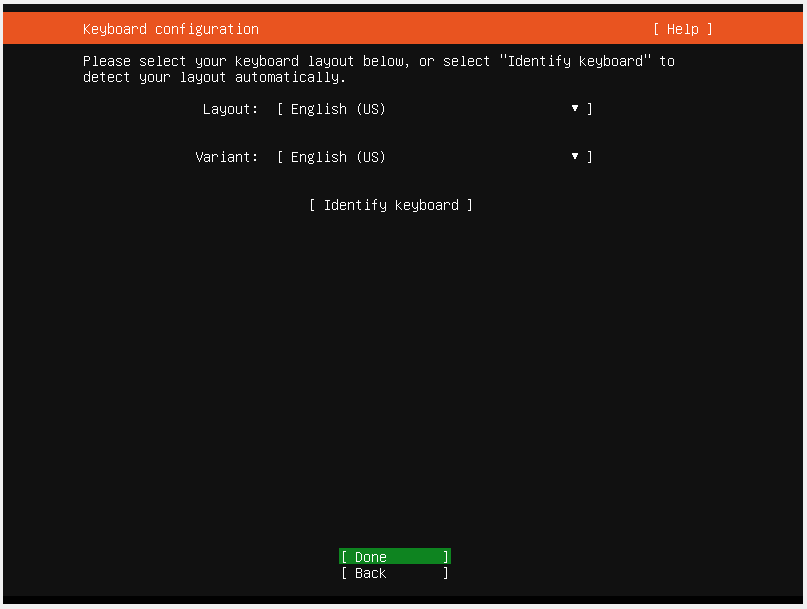 Keyboard configuration [ Help ]
Please select your keyboard layout below, or select "Identify keyboard" to
detect your layout automatically.
Layout: [ English (US) ▾ ]
Variant: [ English (US) ▾ ]
[ Identify keyboard ]
[ Done ]
[ Back ]